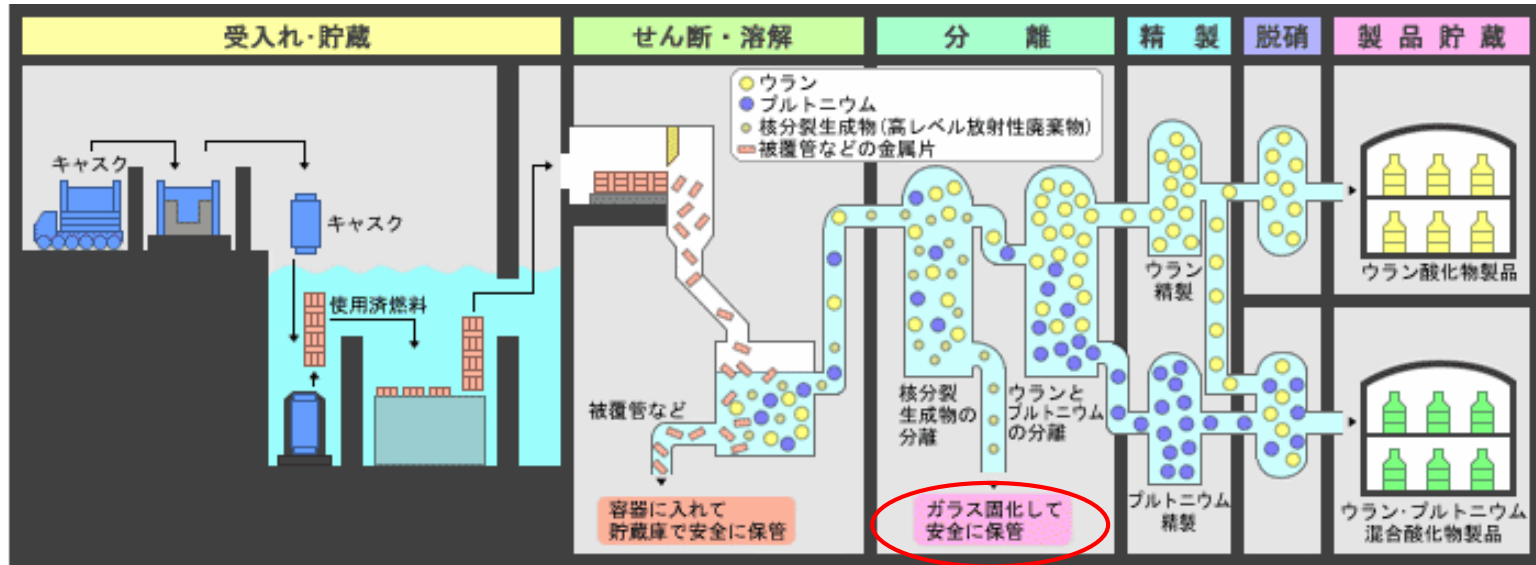 受入れ・貯蔵
せん断・溶解
分離
精製
脱硝
製品貯蔵
ウラン
プルトニウム
核分裂生成物(高レベル放射性廃棄物)
被覆管などの金属片
キャスク
キャスク
使用済燃料
被覆管など
容器に入れて
貯蔵庫で安全に保管
核分裂
生成物の
分離
ウランと
プルトニウム
の分離
ガラス固化して
安全に保管
ウラン
精製
プルトニウム
精製
ウラン酸化物製品
ウラン・プルトニウム
混合酸化物製品